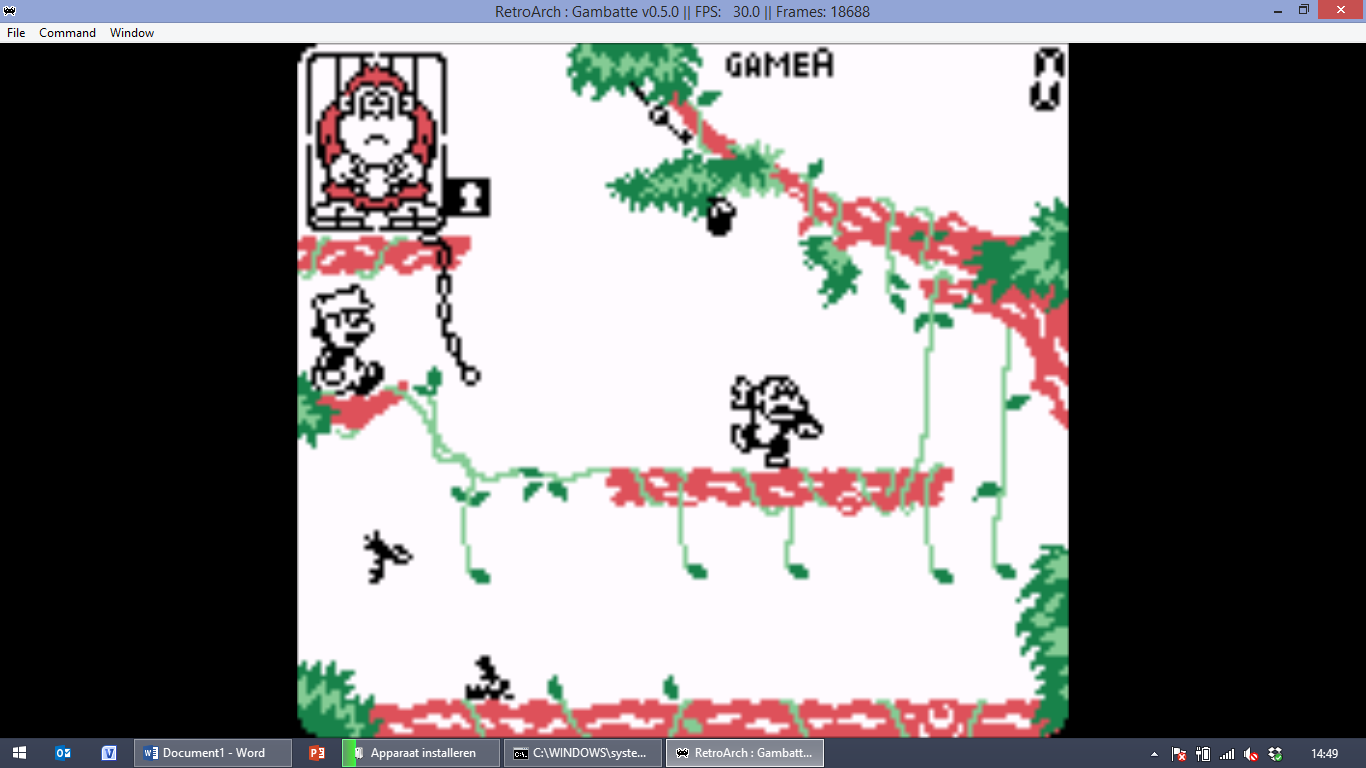 RetroArch : Gambatte v0.5.0 || FPS: 30.0 || Frames: 18688
File Command Window
GAME A
0
Document1 - Word
Apparaat installeren
C:\WINDOWS\syste...
RetroArch : Gambatt...
14:49